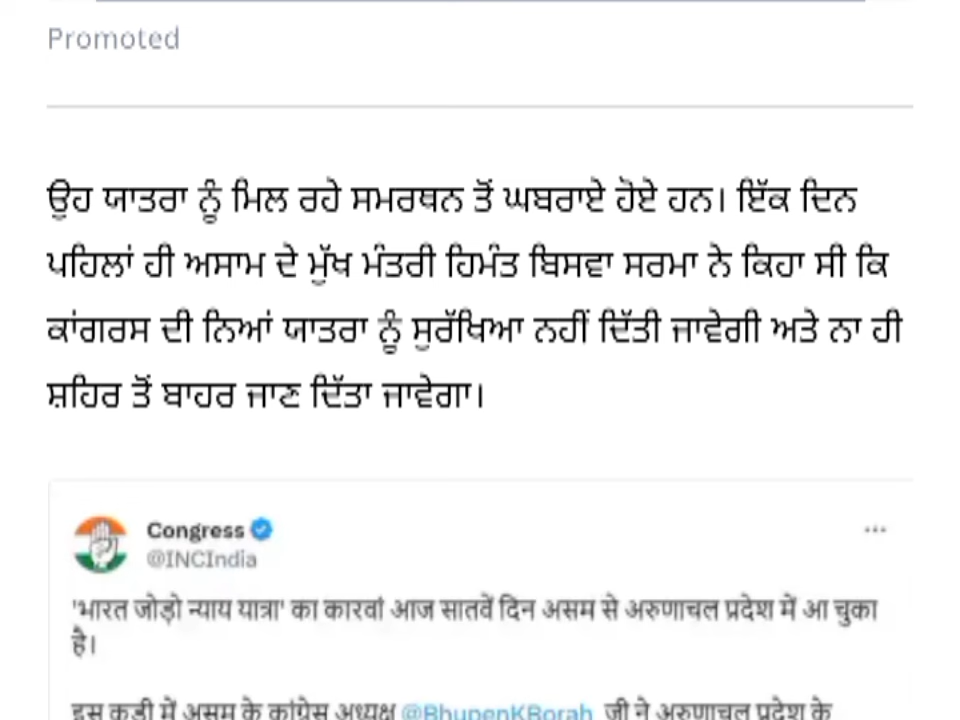 Promoted
ਉਹ ਯਾਤਰਾ ਨੂੰ ਮਿਲ ਰਹੇ ਸਮਰਥਨ ਤੋਂ ਘਬਰਾਏ ਹੋਏ ਹਨ। ਇੱਕ ਦਿਨ
ਪਹਿਲਾਂ ਹੀ ਅਸਾਮ ਦੇ ਮੁੱਖ ਮੰਤਰੀ ਹਿਮੰਤ ਬਿਸਵਾ ਸਰਮਾ ਨੇ ਕਿਹਾ ਸੀ ਕਿ
ਕਾਂਗਰਸ ਦੀ ਨਿਆਂ ਯਾਤਰਾ ਨੂੰ ਸੁਰੱਖਿਆ ਨਹੀਂ ਦਿੱਤੀ ਜਾਵੇਗੀ ਅਤੇ ਨਾ ਹੀ
ਸ਼ਹਿਰ ਤੋਂ ਬਾਹਰ ਜਾਣ ਦਿੱਤਾ ਜਾਵੇਗਾ।
Congress
@INCIndia
'भारत जोड़ो न्याय यात्रा' का कारवां आज सातवें दिन असम से अरुणाचल प्रदेश में आ चुका
है।
इस कड़ी में असम के कांग्रेस अध्यक्ष @BhupenKBorah जी ने अरुणाचल प्रदेश के